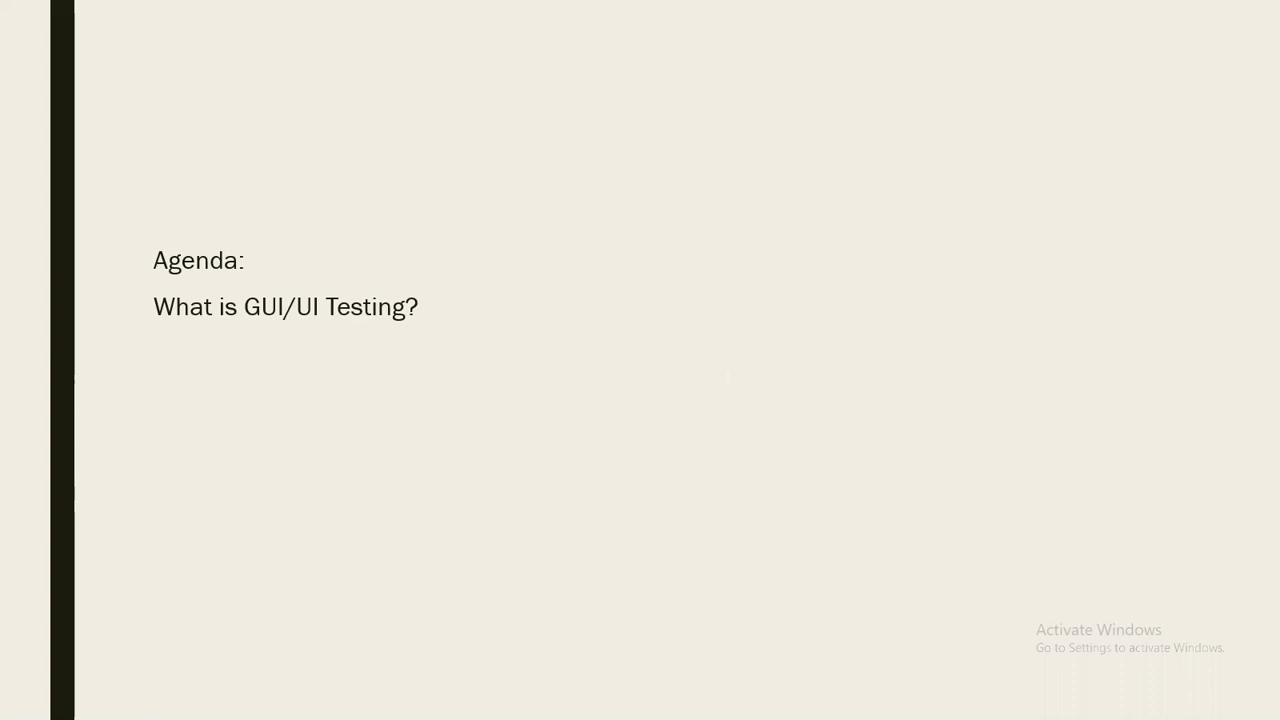 Agenda:
What is GUI/UI Testing?
Activate Windows
Go to Settings to activate Windows.